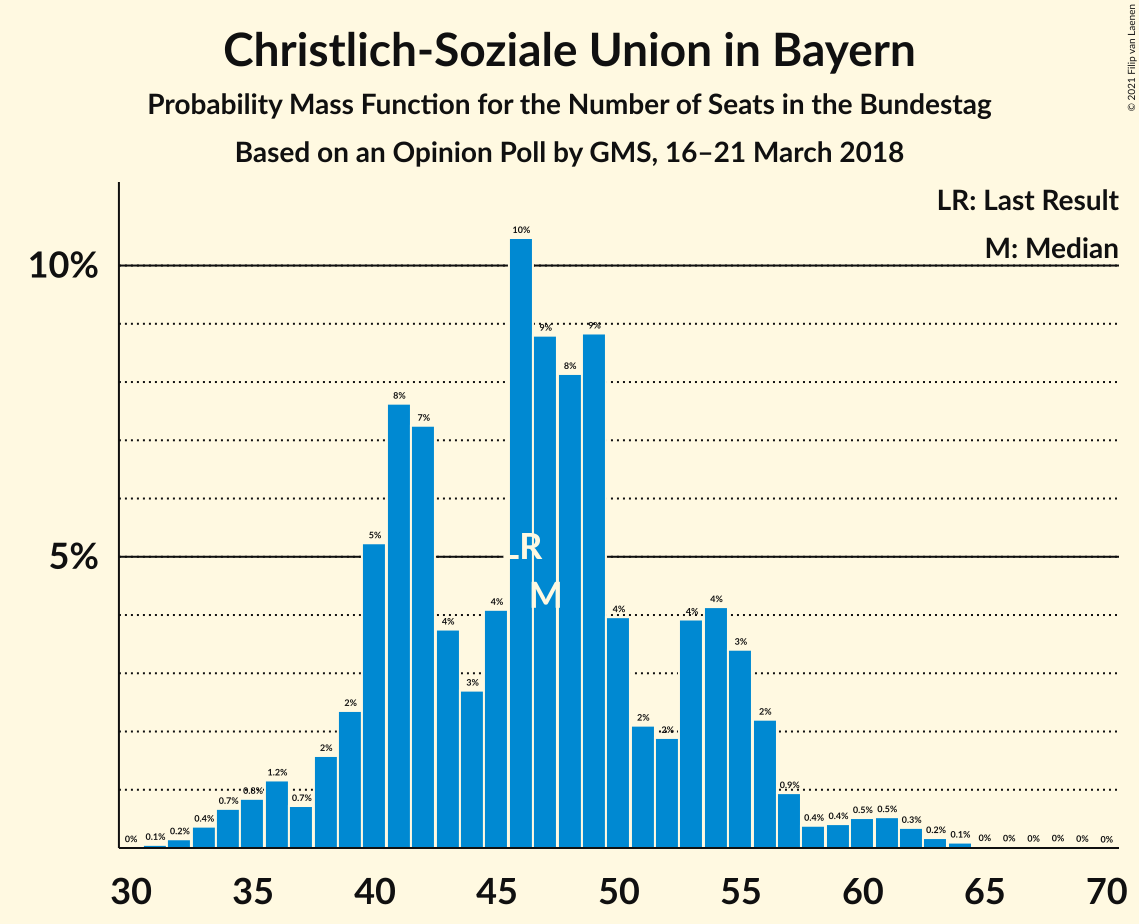 Christlich-Soziale Union in Bayern
Probability Mass Function for the Number of Seats in the Bundestag
Based on an Opinion Poll by GMS, 16–21 March 2018
© 2021 Filip van Laenen
LR: Last Result
M: Median
10%
5%
0% 0.1% 0.2% 0.4% 0.7% 0.8% 1.2% 0.7% 2% 2% 5% 8% 7% 4% 3% 4% 10% 9% 8% 9% 4% 2% 2% 4% 4% 3% 2% 0.9% 0.4% 0.4% 0.5% 0.5% 0.3% 0.2% 0.1% 0% 0% 0% 0% 0% 0%
LR
M
30 35 40 45 50 55 60 65 70